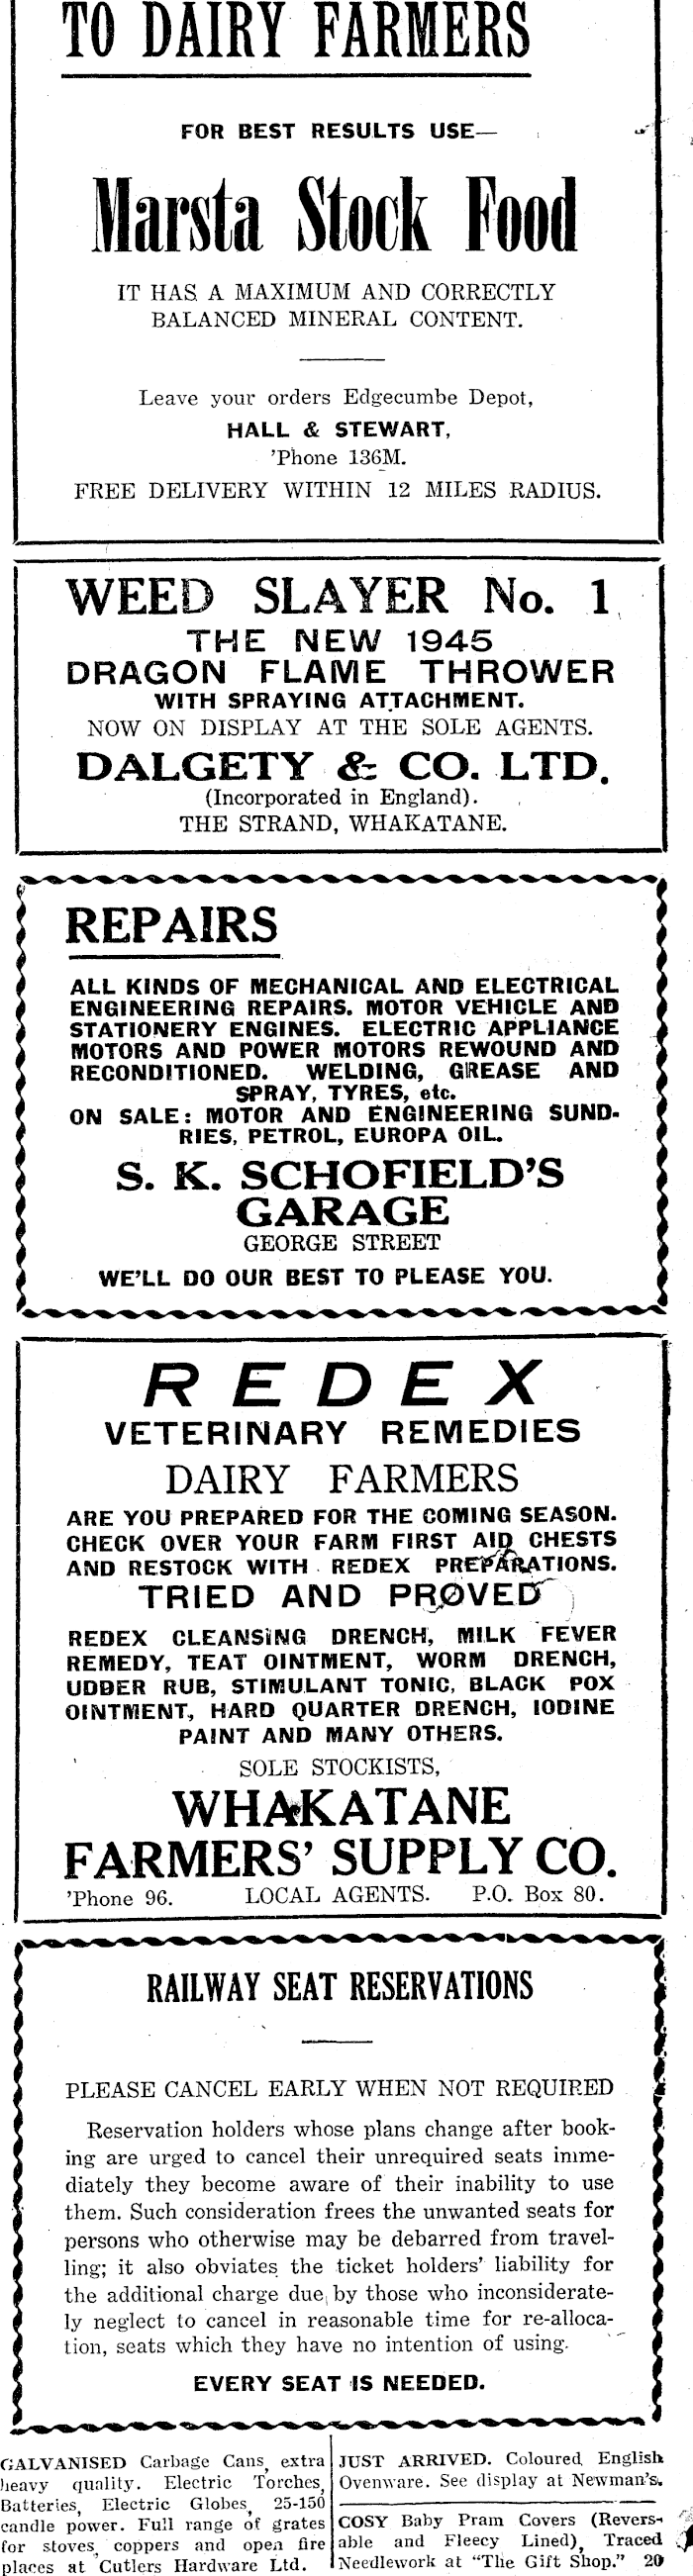 TO DAIRY FARMERS
FOR BEST RESULTS USE—
Marsta Stock Food
IT HAS A MAXIMUM AND CORRECTLY
BALANCED MINERAL CONTENT.
Leave your orders Edgecumbe Depot,
HALL & STEWART,
'Phone 136M.
FREE DELIVERY WITHIN 12 MILES RADIUS.
WEED SLAYER No. 1
THE NEW 1945
DRAGON FLAME THROWER
WITH SPRAYING ATTACHMENT.
NOW ON DISPLAY AT THE SOLE AGENTS.
DALGETY & CO. LTD.
(Incorporated in England).
THE STRAND, WHAKATANE.
REPAIRS
ALL KINDS OF MECHANICAL AND ELECTRICAL
ENGINEERING REPAIRS. MOTOR VEHICLE AND
STATIONERY ENGINES. ELECTRIC APPLIANCE
MOTORS AND POWER MOTORS REWOUND AND
RECONDITIONED. WELDING, GREASE AND
SPRAY, TYRES, etc.
ON SALE: MOTOR AND ENGINEERING SUND-
RIES, PETROL, EUROPA OIL.
S. K. SCHOFIELD'S
GARAGE
GEORGE STREET
WE'LL DO OUR BEST TO PLEASE YOU.
REDEX
VETERINARY REMEDIES
DAIRY FARMERS
ARE YOU PREPARED FOR THE COMING SEASON.
CHECK OVER YOUR FARM FIRST AID CHESTS
AND RESTOCK WITH REDEX PREPARATIONS.
TRIED AND PROVED
REDEX CLEANSING DRENCH, MILK FEVER
REMEDY, TEAT OINTMENT, WORM DRENCH,
UDDER RUB, STIMULANT TONIC, BLACK POX
OINTMENT, HARD QUARTER DRENCH, IODINE
PAINT AND MANY OTHERS.
SOLE STOCKISTS,
WHAKATANE
FARMERS' SUPPLY CO.
'Phone 96. LOCAL AGENTS. P.O. Box 80.
RAILWAY SEAT RESERVATIONS
PLEASE CANCEL EARLY WHEN NOT REQUIRED
Reservation holders whose plans change after book-
ing are urged to cancel their unrequired seats imme-
diately they become aware of their inability to use
them. Such consideration frees the unwanted seats for
persons who otherwise may be debarred from travel-
ling; it also obviates the ticket holders' liability for
the additional charge due by those who inconsiderate-
ly neglect to cancel in reasonable time for re-alloca-
tion, seats which they have no intention of using.
EVERY SEAT IS NEEDED.
GALVANISED Carbage Cans, extra
heavy quality. Electric Torches,
Batteries, Electric Globes, 25-150
candle power. Full range of grates
for stoves, coppers and open fire
places at Cutlers Hardware Ltd.
JUST ARRIVED. Coloured English
Ovenware. See display at Newman's.
COSY Baby Pram Covers (Revers-
able and Fleecy Lined), Traced
Needlework at "The Gift Shop." 20